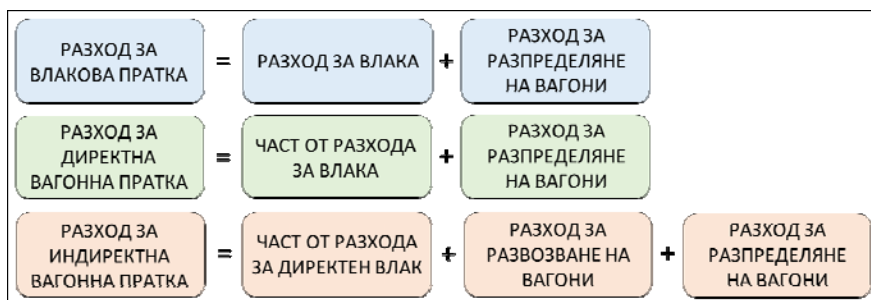 РАЗХОД ЗА
ВЛАКОВА ПРАТКА
=
РАЗХОД ЗА ВЛАКА
+
РАЗХОД ЗА
РАЗПРЕДЕЛЯНЕ
НА ВАГОНИ
РАЗХОД ЗА
ДИРЕКТНА
ВАГОННА ПРАТКА
=
ЧАСТ ОТ РАЗХОДА
ЗА ВЛАКА
+
РАЗХОД ЗА
РАЗПРЕДЕЛЯНЕ
НА ВАГОНИ
РАЗХОД ЗА
ИНДИРЕКТНА
ВАГОННА ПРАТКА
=
ЧАСТ ОТ РАЗХОДА
ЗА ДИРЕКТЕН ВЛАК
+
РАЗХОД ЗА
РАЗВОЗВАНЕ НА
ВАГОНИ
+
РАЗХОД ЗА
РАЗПРЕДЕЛЯНЕ
НА ВАГОНИ